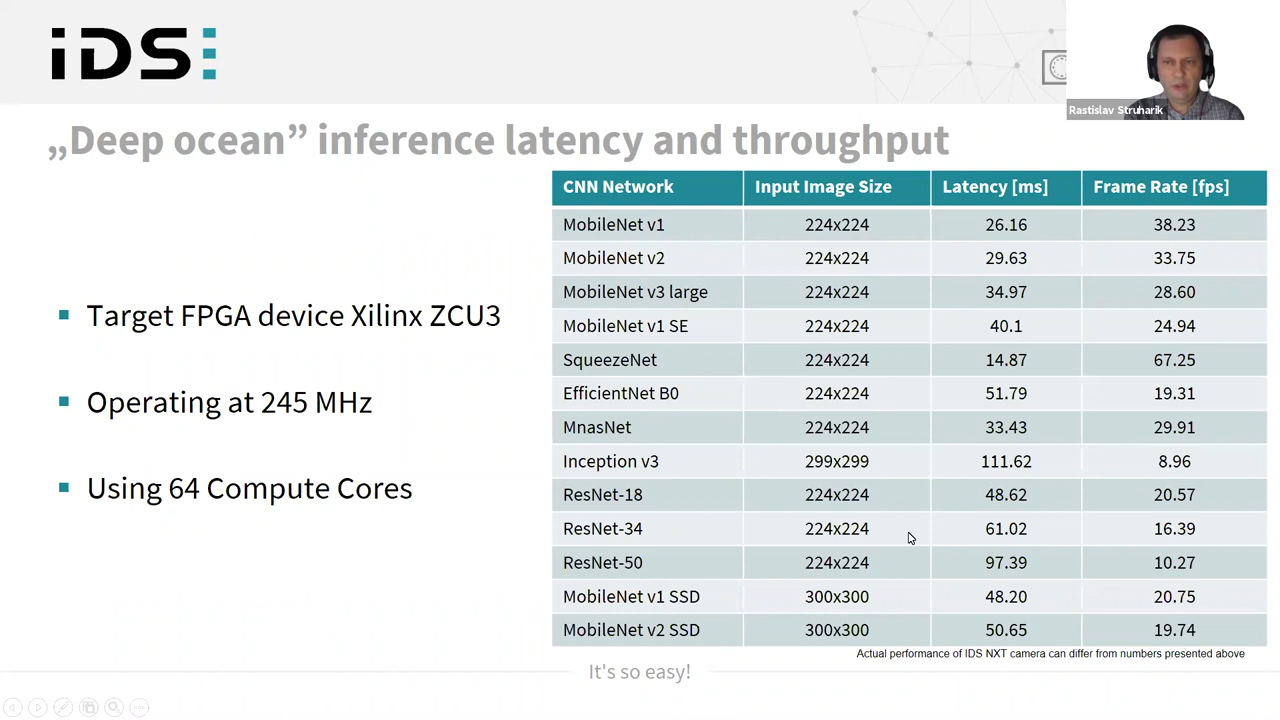 iDS
Rastislav Struharik
„Deep ocean” inference latency and throughput
Target FPGA device Xilinx ZCU3
Operating at 245 MHz
Using 64 Compute Cores
CNN Network Input Image Size Latency [ms] Frame Rate [fps]
MobileNet v1 224x224 26.16 38.23
MobileNet v2 224x224 29.63 33.75
MobileNet v3 large 224x224 34.97 28.60
MobileNet v1 SE 224x224 40.1 24.94
SqueezeNet 224x224 14.87 67.25
EfficientNet B0 224x224 51.79 19.31
MnasNet 224x224 33.43 29.91
Inception v3 299x299 111.62 8.96
ResNet-18 224x224 48.62 20.57
ResNet-34 224x224 61.02 16.39
ResNet-50 224x224 97.39 10.27
MobileNet v1 SSD 300x300 48.20 20.75
MobileNet v2 SSD 300x300 50.65 19.74
Actual performance of IDS NXT camera can differ from numbers presented above
It's so easy!